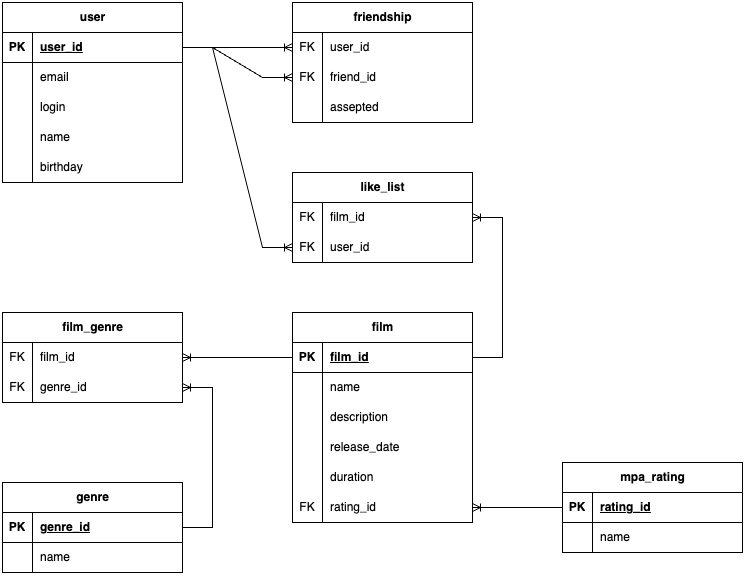 user
PK user_id
email
login
name
birthday
friendship
FK user_id
FK friend_id
assepted
like_list
FK film_id
FK user_id
film_genre
FK film_id
FK genre_id
film
PK film_id
name
description
release_date
duration
FK rating_id
genre
PK genre_id
name
mpa_rating
PK rating_id
name